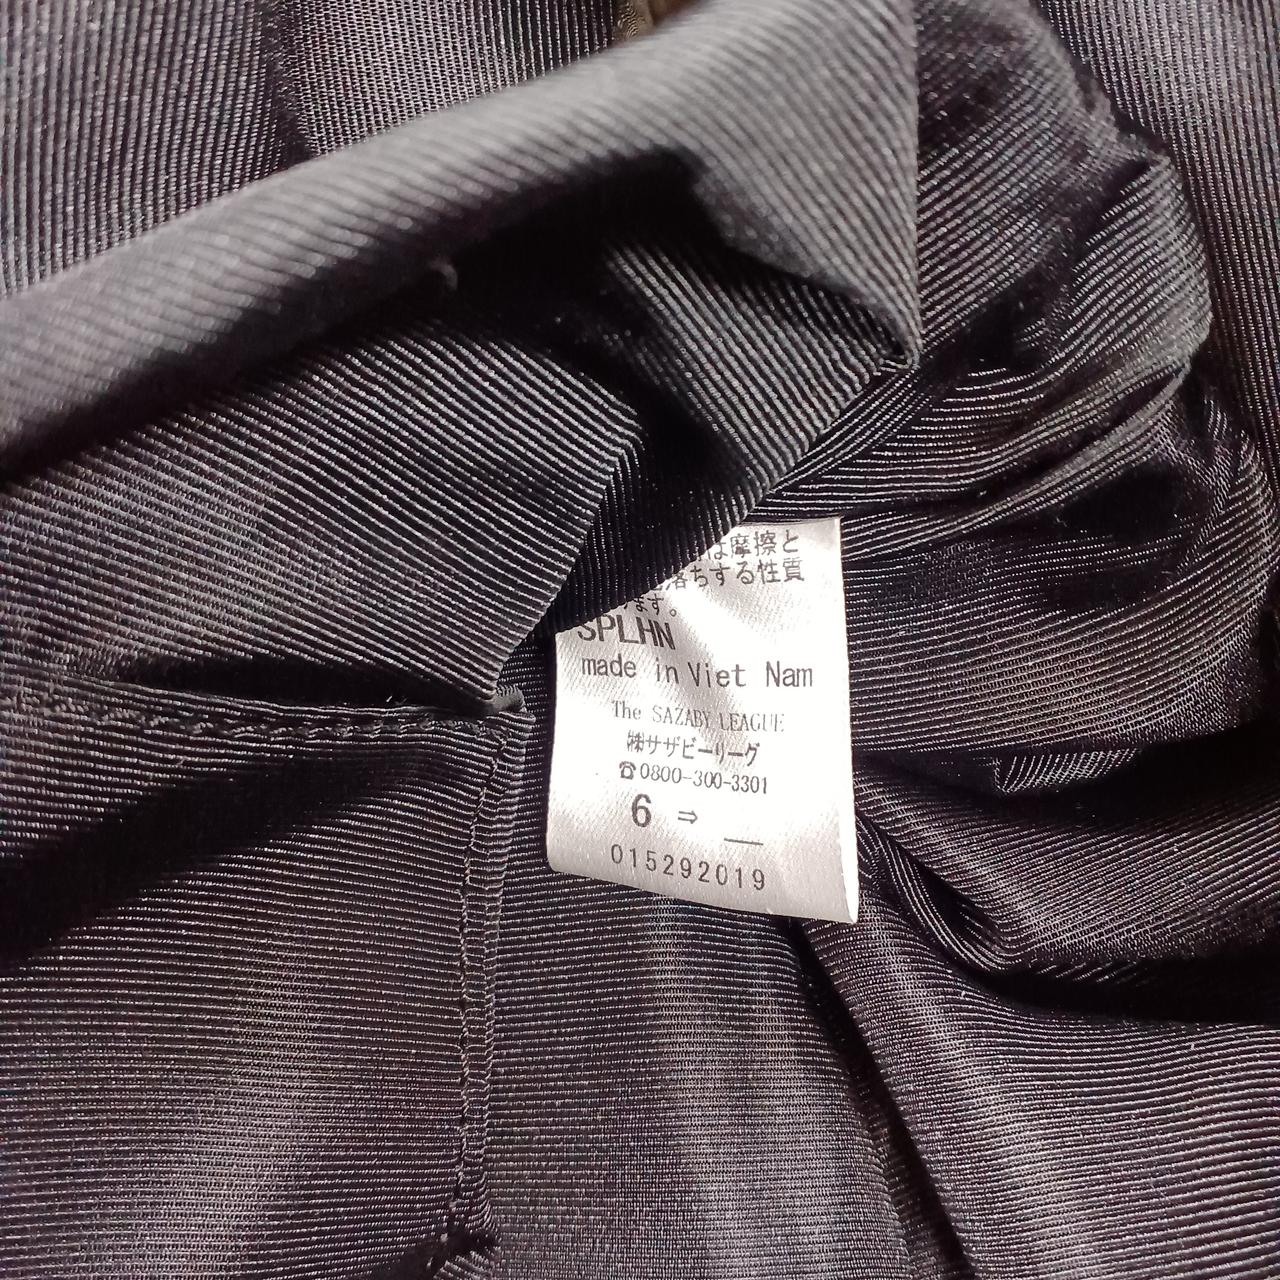 は摩擦と
落ちする性質
ます。
SPLHN
made in Viet Nam
The SAZABY LEAGUE
㈱サザビーリーグ
☎0800-300-3301
6 ⇒ __
015292019